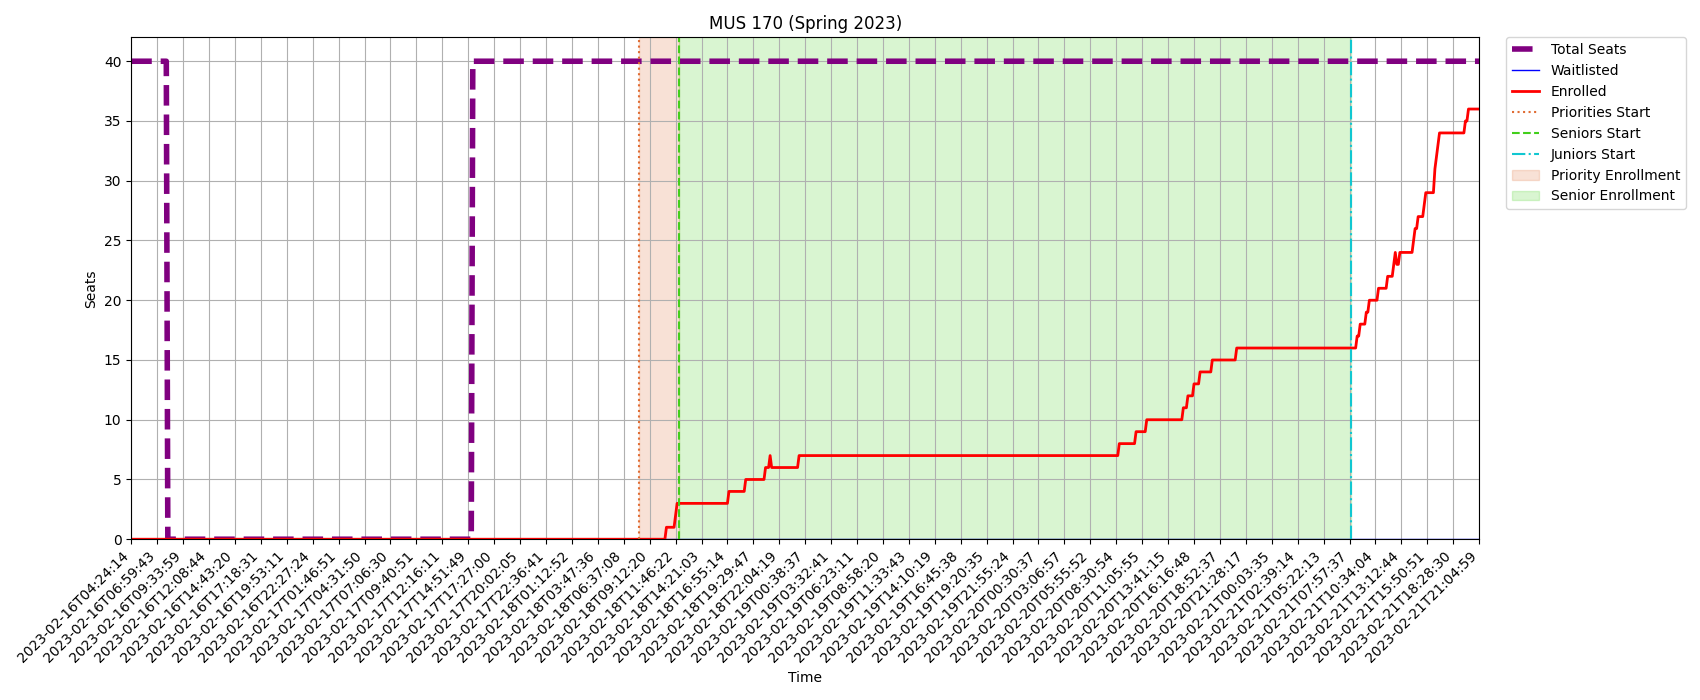 MUS 170 (Spring 2023)
Total Seats
Waitlisted
Enrolled
Priorities Start
Seniors Start
Juniors Start
Priority Enrollment
Senior Enrollment
Seats
40
35
30
25
20
15
10
5
0
2023-02-16T04:24:14
2023-02-16T06:59:43
2023-02-16T09:33:59
2023-02-16T12:08:44
2023-02-16T14:43:20
2023-02-16T17:18:31
2023-02-16T19:53:11
2023-02-16T22:27:24
2023-02-17T01:46:51
2023-02-17T04:31:50
2023-02-17T07:06:30
2023-02-17T09:40:51
2023-02-17T12:16:11
2023-02-17T14:51:49
2023-02-17T17:27:00
2023-02-17T20:02:05
2023-02-17T22:36:41
2023-02-18T01:12:52
2023-02-18T03:47:36
2023-02-18T06:37:08
2023-02-18T09:12:20
2023-02-18T11:46:22
2023-02-18T14:21:03
2023-02-18T16:55:14
2023-02-18T19:29:47
2023-02-18T22:04:19
2023-02-19T00:38:37
2023-02-19T03:32:41
2023-02-19T06:23:11
2023-02-19T08:58:20
2023-02-19T11:33:43
2023-02-19T14:10:19
2023-02-19T16:45:38
2023-02-19T19:20:35
2023-02-19T21:55:24
2023-02-20T00:30:37
2023-02-20T03:06:57
2023-02-20T05:55:52
2023-02-20T08:30:54
2023-02-20T11:05:55
2023-02-20T13:41:15
2023-02-20T16:16:48
2023-02-20T18:52:37
2023-02-20T21:28:17
2023-02-21T00:03:35
2023-02-21T02:39:14
2023-02-21T05:22:13
2023-02-21T07:57:37
2023-02-21T10:34:04
2023-02-21T13:12:44
2023-02-21T15:50:51
2023-02-21T18:28:30
2023-02-21T21:04:59
Time